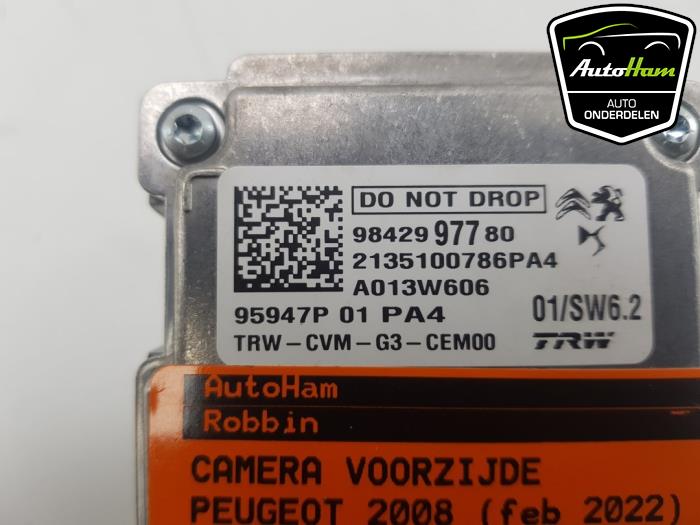 AutoHam
AUTO
ONDERDELEN
DO NOT DROP
98429 977 80
2135100786PA4
A013W606
95947P 01 PA4
01/SW6.2
TRW-CVM-G3-CEM00
TRW
AutoHam
Robbin
CAMERA VOORZIJDE
PEUGEOT 2008 (feb 2022)